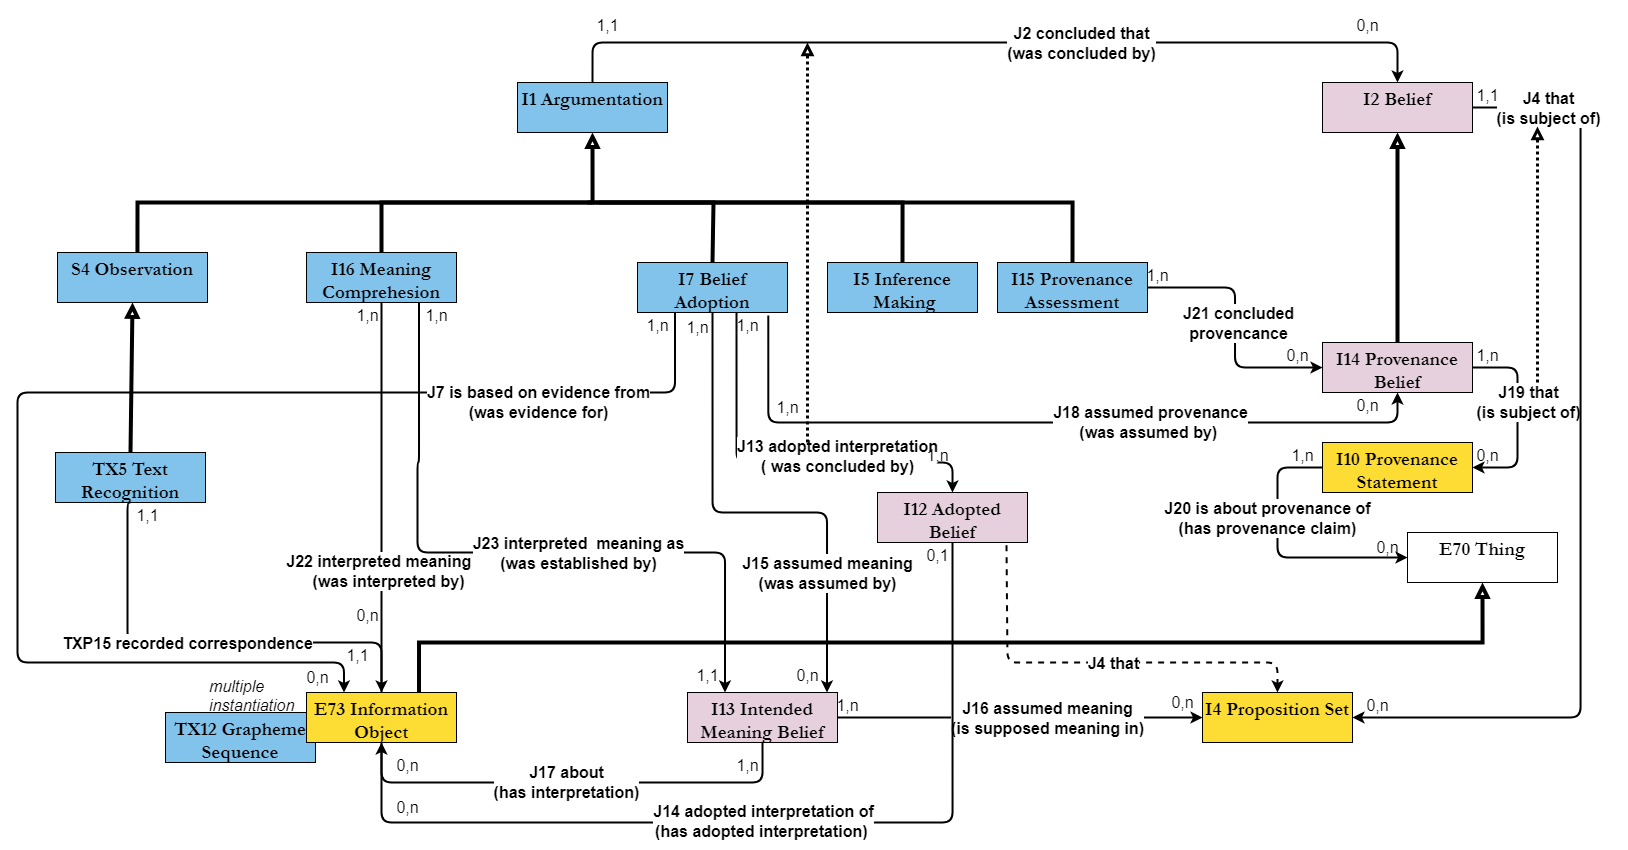 1,1
0,n
J2 concluded that
(was concluded by)
I1 Argumentation
I2 Belief
1,1
J4 that
(is subject of)
S4 Observation
I16 Meaning
Comprehesion
I7 Belief
Adoption
I5 Inference
Making
I15 Provenance
Assessment
1,n
1,n
1,n
1,n
1,n
1,n
J21 concluded
provencance
0,n
I14 Provenance
Belief
1,n
J7 is based on evidence from
(was evidence for)
1,n
J18 assumed provenance
(was assumed by)
0,n
J19 that
(is subject of)
J13 adopted interpretation
( was concluded by)
1,n
1,n
I10 Provenance
Statement
0,n
TX5 Text
Recognition
1,1
I12 Adopted
Belief
0,1
J20 is about provenance of
(has provenance claim)
0,n
E70 Thing
J22 interpreted meaning
(was interpreted by)
J23 interpreted  meaning as
(was established by)
J15 assumed meaning
(was assumed by)
0,n
TXP15 recorded correspondence
1,1
0,n
J4 that
1,1
0,n
multiple
instantiation
TX12 Grapheme
Sequence
E73 Information
Object
I13 Intended
Meaning Belief
1,n
J16 assumed meaning
(is supposed meaning in)
0,n
I4 Proposition Set
0,n
0,n
J17 about
(has interpretation)
1,n
0,n
J14 adopted interpretation of
(has adopted interpretation)